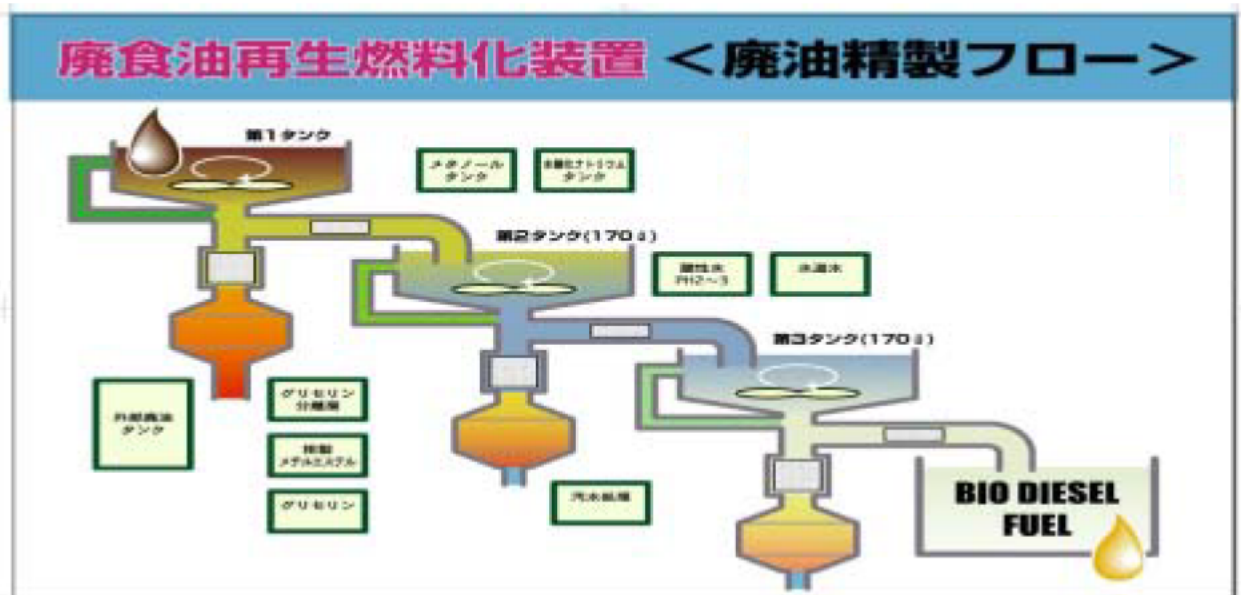 廃食油再生燃料化装置 <廃油精製フロー>
第1タンク
メタノール
タンク
水酸化ナトリウム
タンク
第2タンク(170ℓ)
酸性水
PH2~3
水道水
第3タンク(170ℓ)
外部廃油
タンク
グリセリン
分離層
粗製
メチルエステル
グリセリン
汚水処理
BIO DIESEL
FUEL